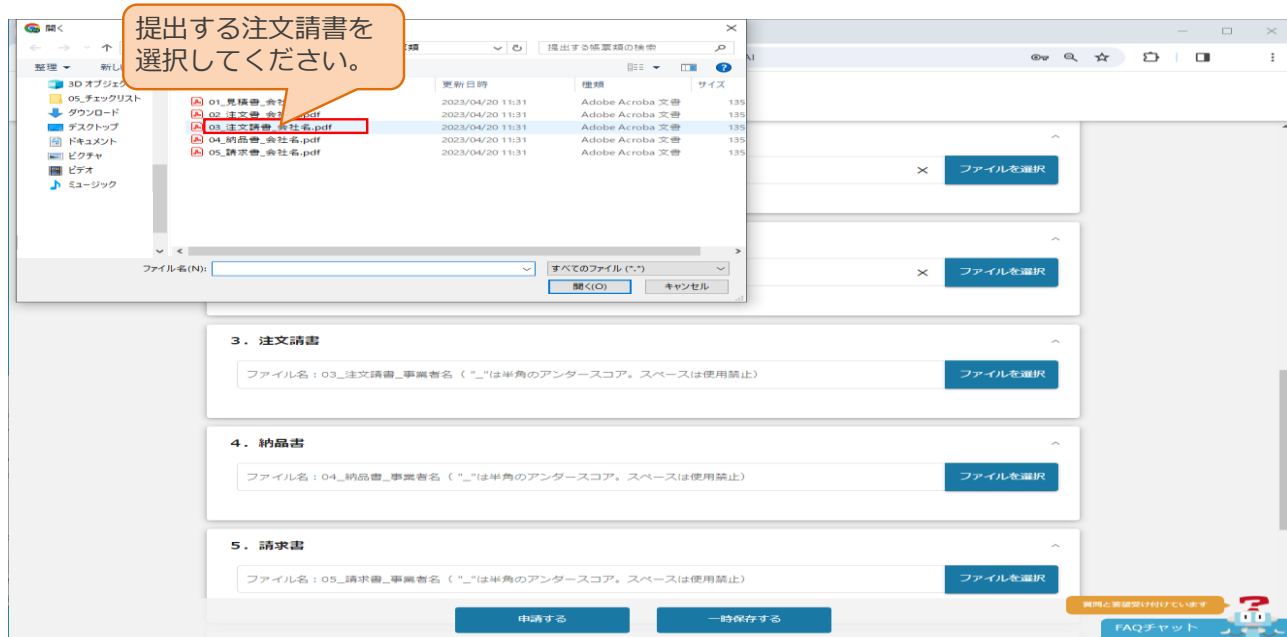 提出する注文請書を
選択してください。
開く
類
提出する帳票類の検索
整理
新し
3D オブジェク
05_チェックリスト
ダウンロード
デスクトップ
ドキュメント
ピクチャ
ビデオ
ミュージック
更新日時 種類 サイズ
01_見積書_会社 2023/04/20 11:31 Adobe Acroba 文書 135
02_注文書_会社名.pdf 2023/04/20 11:31 Adobe Acroba 文書 135
03_注文請書_会社名.pdf 2023/04/20 11:31 Adobe Acroba 文書 135
04_納品書_会社名.pdf 2023/04/20 11:31 Adobe Acroba 文書 135
05_請求書_会社名.pdf 2023/04/20 11:31 Adobe Acroba 文書 135
ファイル名(N):
すべてのファイル (*.*)
開く(O) キャンセル
ファイルを選択
ファイルを選択
3. 注文請書
ファイル名：03_注文請書_事業者名（ "_"は半角のアンダースコア。スペースは使用禁止）
ファイルを選択
4. 納品書
ファイル名：04_納品書_事業者名（ "_"は半角のアンダースコア。スペースは使用禁止）
ファイルを選択
5. 請求書
ファイル名：05_請求書_事業者名（ "_"は半角のアンダースコア。スペースは使用禁止）
ファイルを選択
申請する 一時保存する
質問と要望受け付けています
FAQチャット